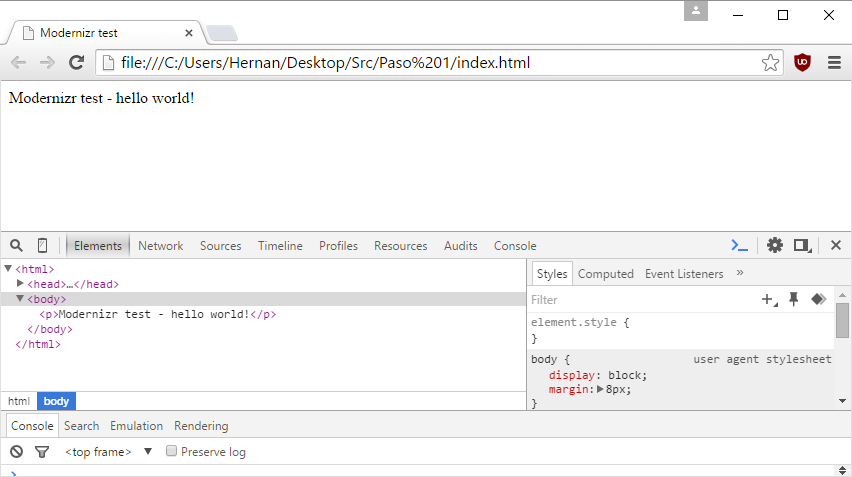 Modernizr test
file:///C:/Users/Hernan/Desktop/Src/Paso%201/index.html
Modernizr test - hello world!
Elements Network Sources Timeline Profiles Resources Audits Console
<html>
<head>…</head>
<body>
<p>Modernizr test - hello world!</p>
</body>
</html>
html body
Styles Computed Event Listeners »
Filter
element.style {
}
body { user agent stylesheet
display: block;
margin: 8px;
}
Console Search Emulation Rendering
<top frame> Preserve log